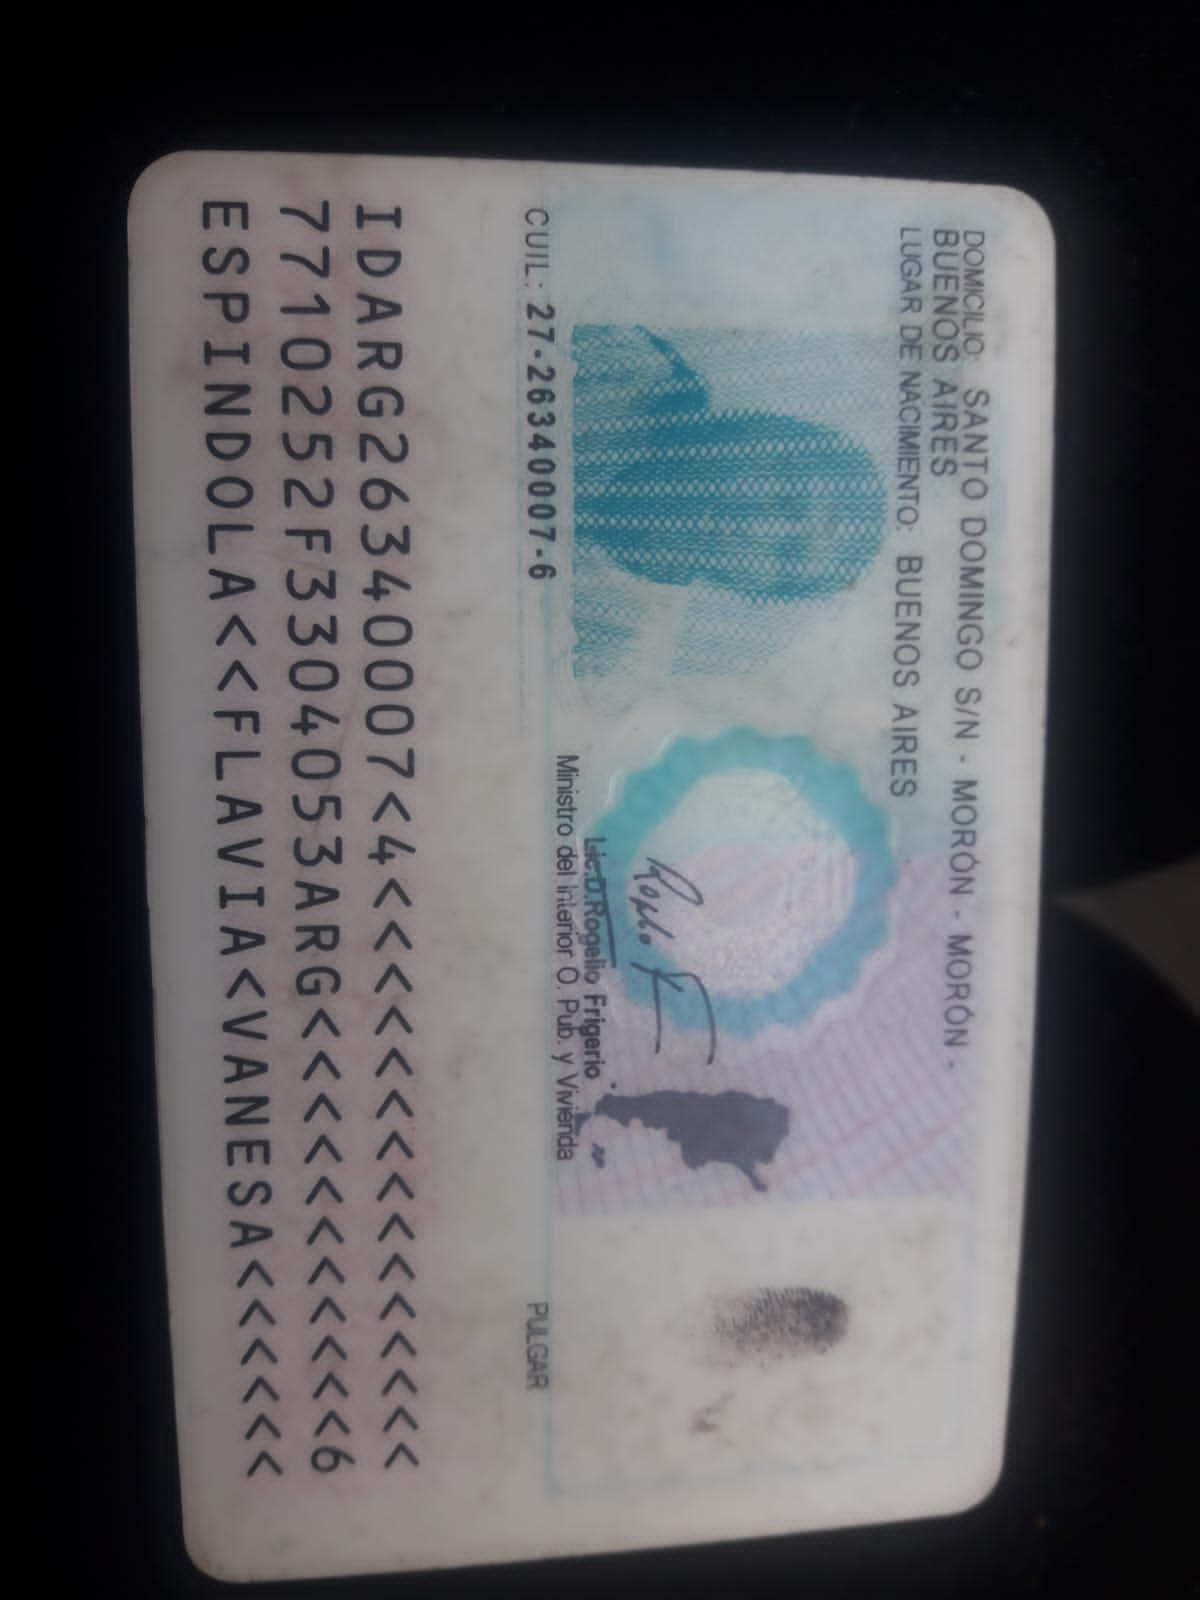 DOMICILIO: SANTO DOMINGO S/N - MORÓN - MORÓN -
BUENOS AIRES
LUGAR DE NACIMIENTO: BUENOS AIRES
Lic.D.Rogelio Frigerio
Ministro del Interior O. Pub. y Vivienda
CUIL: 27-26340007-6
PULGAR
IDARG26340007<4<<<<<<<<<<<<<<<
7710252F3304053ARG<<<<<<<<<<<6
ESPINDOLA<<FLAVIA<VANESA<<<<<<